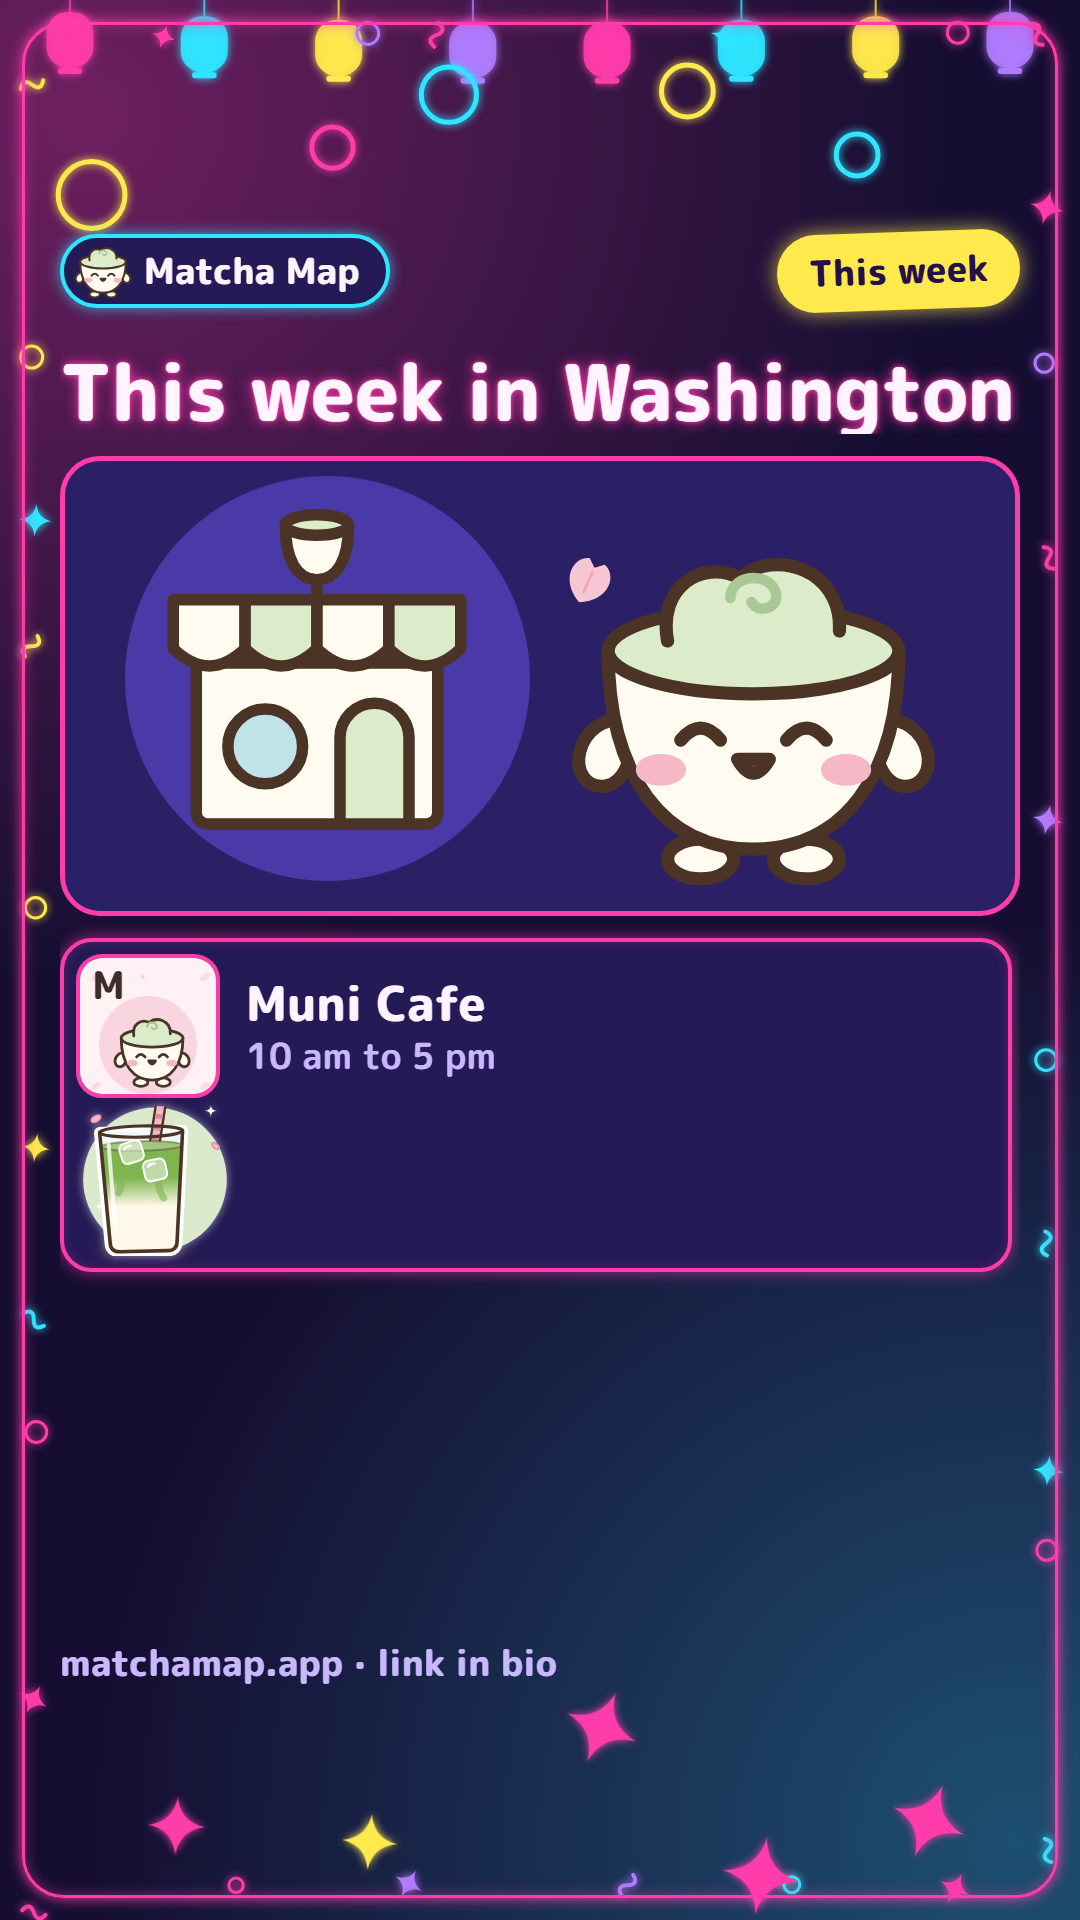 Matcha Map
This week
This week in Washington
M
Muni Cafe
10 am to 5 pm
matchamap.app · link in bio